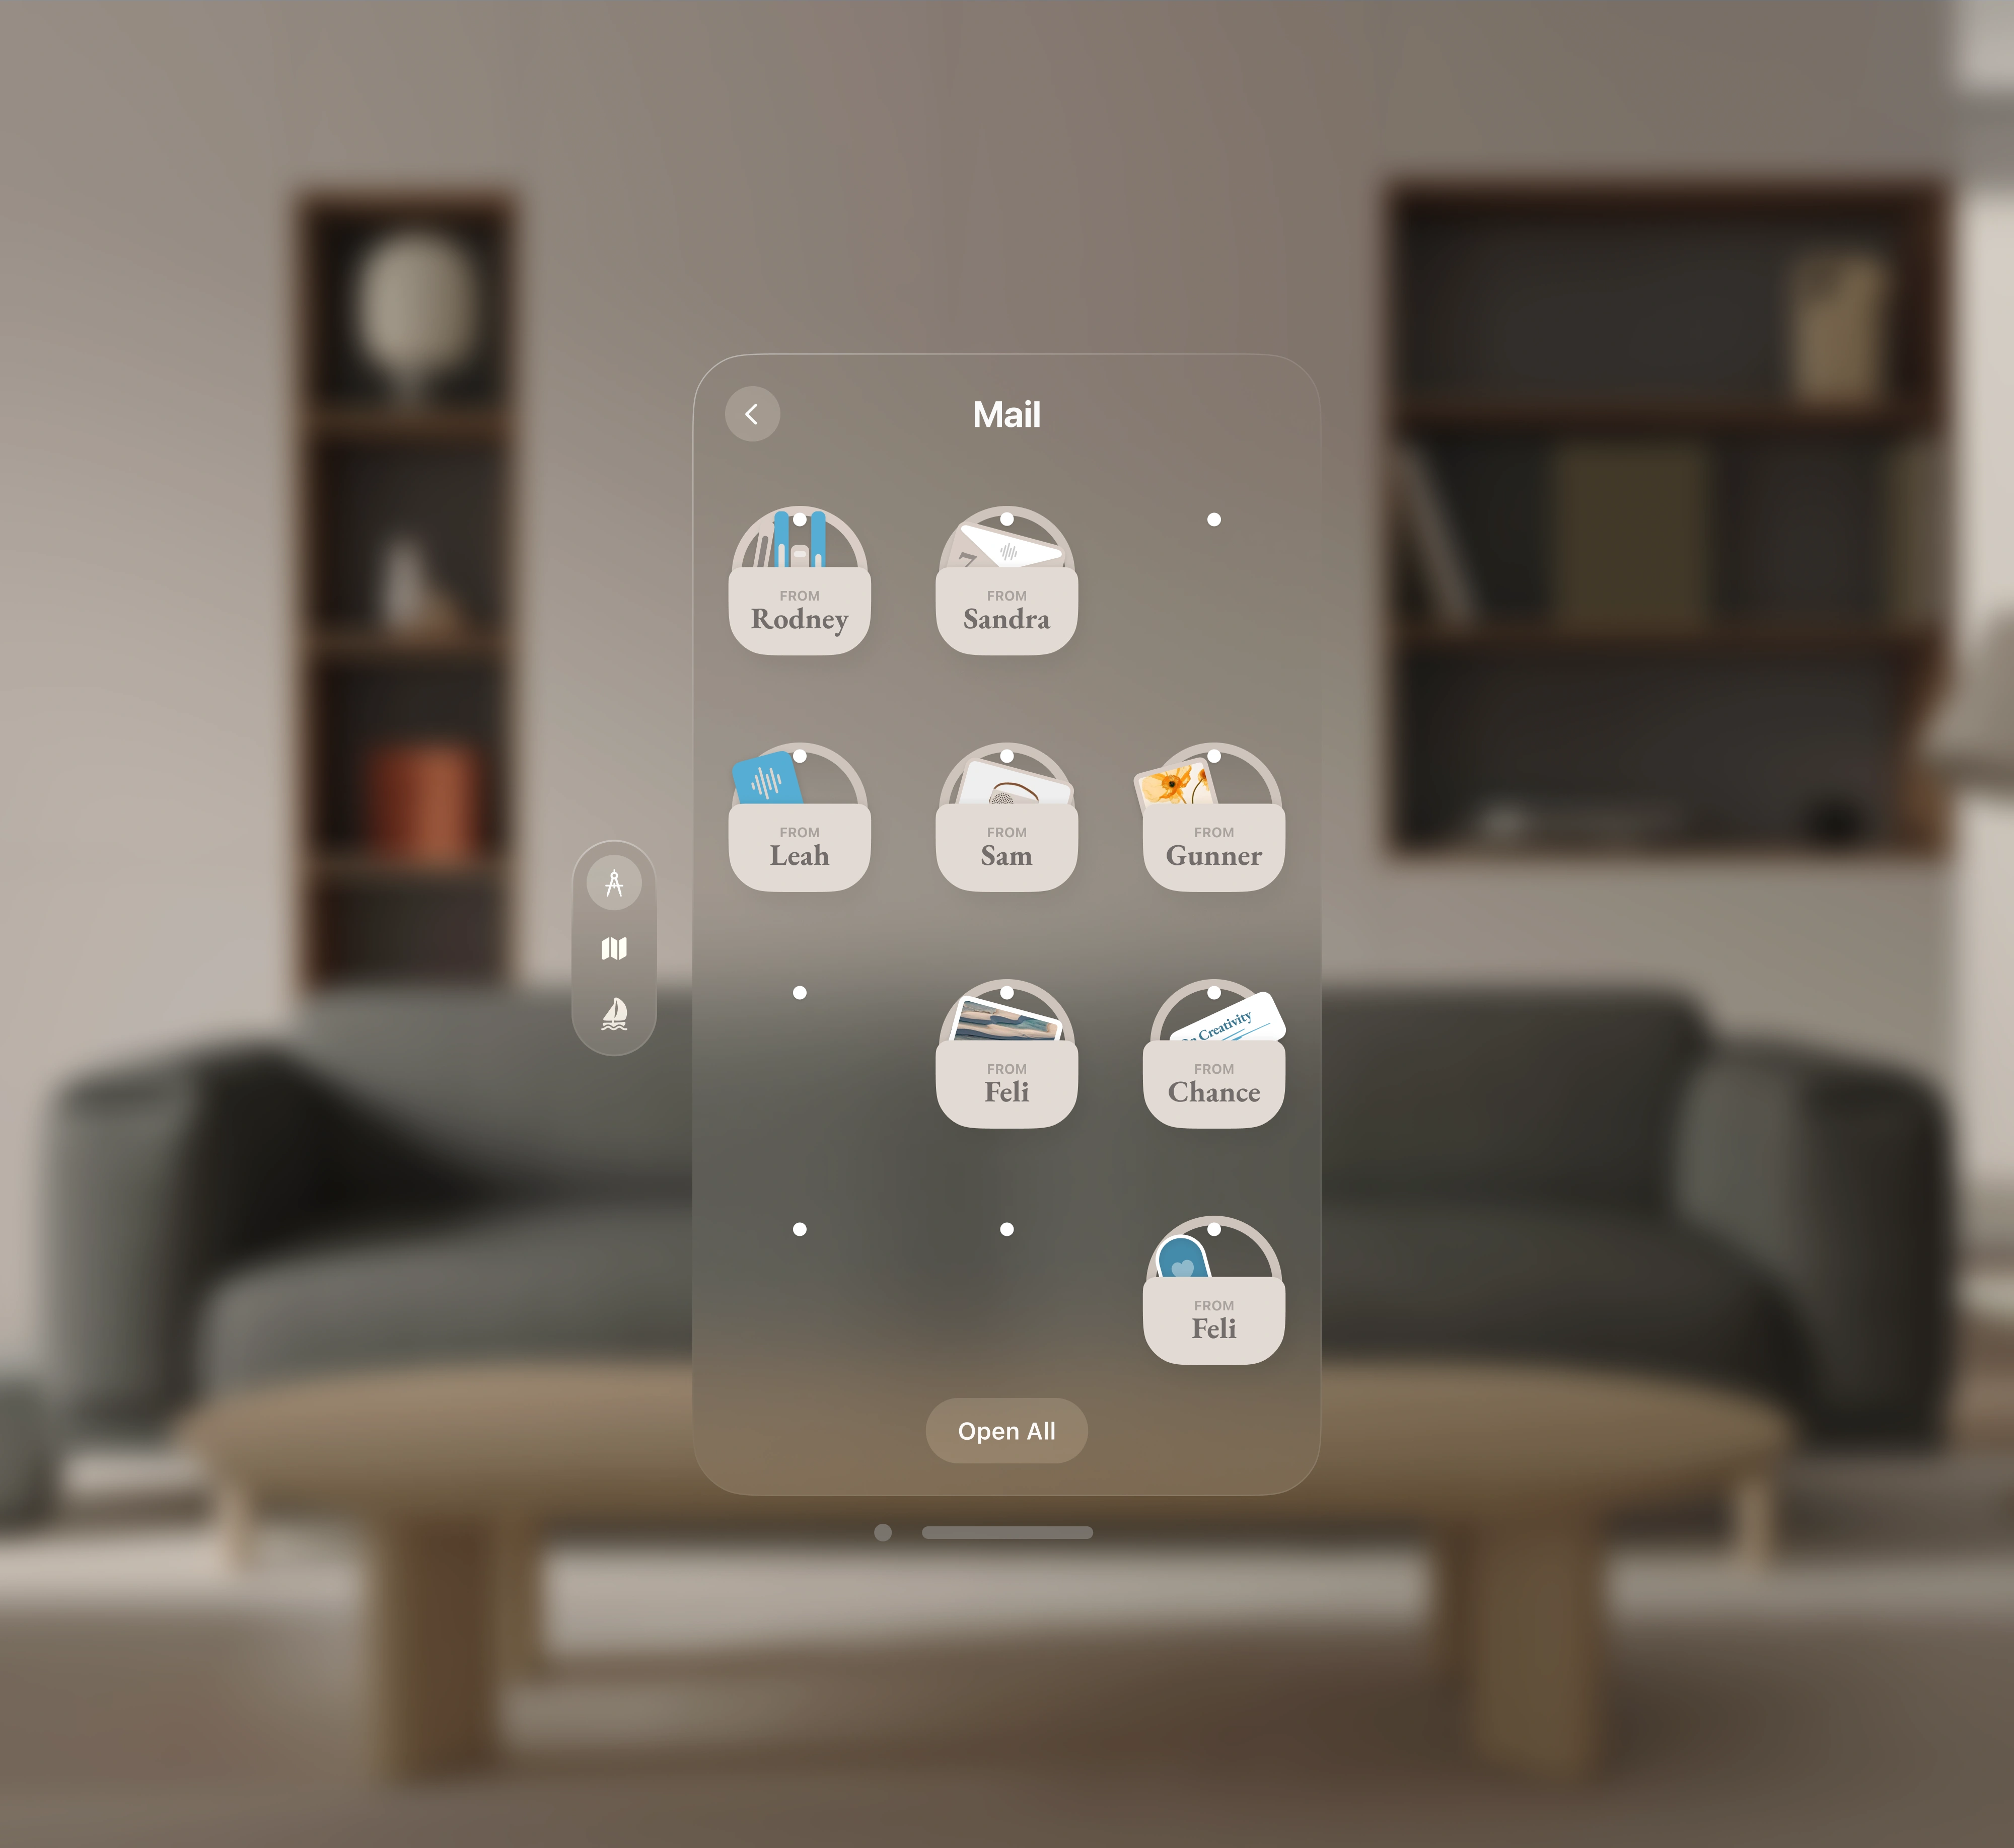 Mail
FROM
Rodney
FROM
Sandra
7
FROM
Leah
FROM
Sam
FROM
Gunner
FROM
Feli
Creativity
FROM
Chance
FROM
Feli
Open All